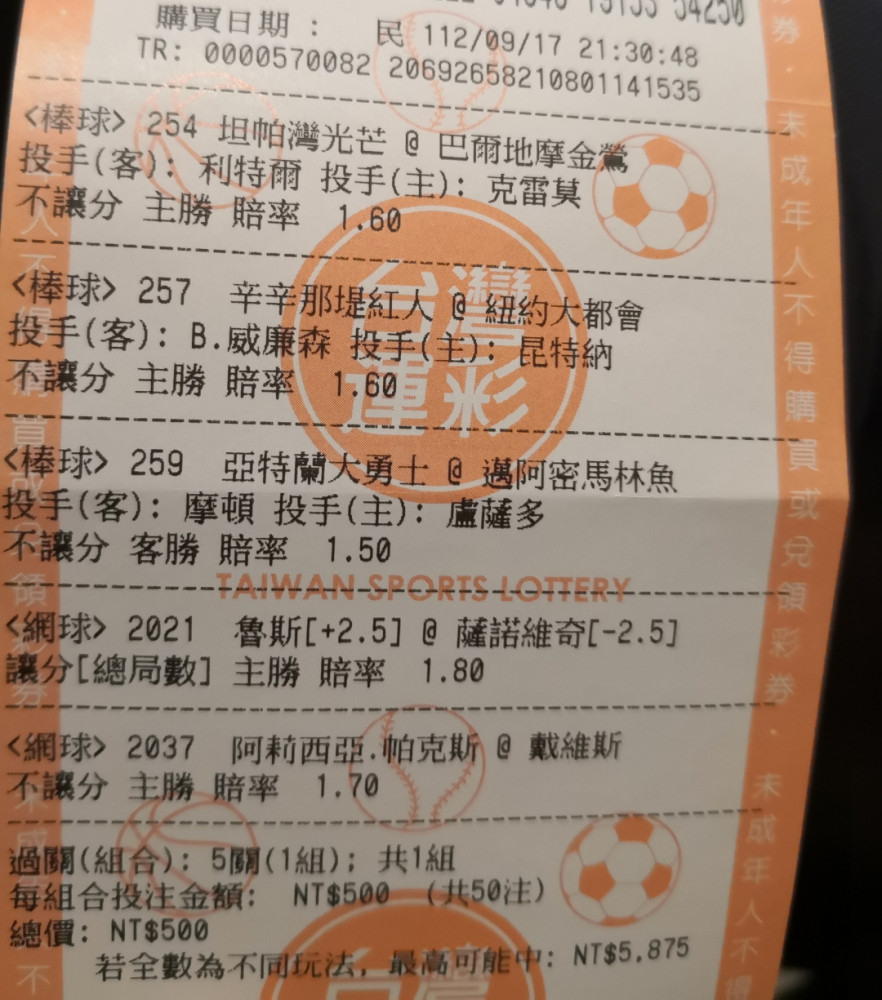 購買日期： 民 112/09/17 21:30:48
TR: 0000570082 20692658210801141535
<棒球> 254 坦帕灣光芒 @ 巴爾地摩金鶯
投手(客): 利特爾 投手(主): 克雷莫
不讓分 主勝 賠率 1.60
<棒球> 257 辛辛那堤紅人 @ 紐約大都會
投手(客): B.威廉森 投手(主): 昆特納
不讓分 主勝 賠率 1.60
<棒球> 259 亞特蘭大勇士 @ 邁阿密馬林魚
投手(客): 摩頓 投手(主): 盧薩多
不讓分 客勝 賠率 1.50
TAIWAN SPORTS LOTTERY
<網球> 2021 魯斯[+2.5] @ 薩諾維奇[-2.5]
讓分[總局數] 主勝 賠率 1.80
<網球> 2037 阿莉西亞.帕克斯 @ 戴維斯
不讓分 主勝 賠率 1.70
過關(組合): 5關(1組); 共1組
每組合投注金額: NT$500 (共50注)
總價: NT$500
若全數為不同玩法, 最高可能中: NT$5,875
台灣運彩
券．未成年人不得購買或兌領彩券．未成年人不得